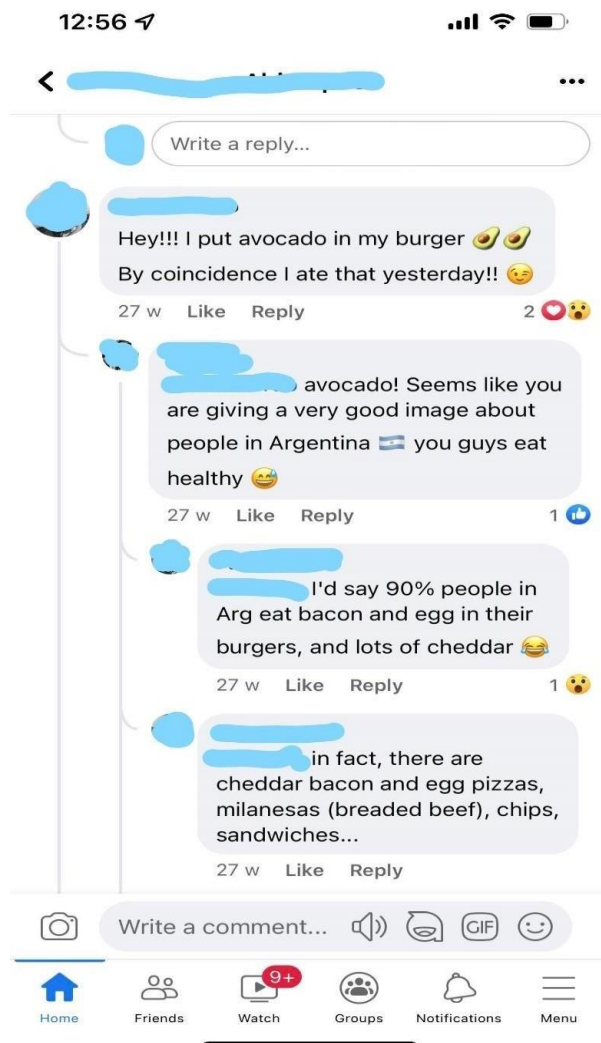 12:56
Write a reply...
Hey!!! I put avocado in my burger 🥑🥑
By coincidence I ate that yesterday!! 😉
27 w Like Reply 2
avocado! Seems like you
are giving a very good image about
people in Argentina 🇦🇷 you guys eat
healthy 😅
27 w Like Reply 1
I'd say 90% people in
Arg eat bacon and egg in their
burgers, and lots of cheddar 😂
27 w Like Reply 1
in fact, there are
cheddar bacon and egg pizzas,
milanesas (breaded beef), chips,
sandwiches...
27 w Like Reply
Write a comment... GIF
9+
Home Friends Watch Groups Notifications Menu